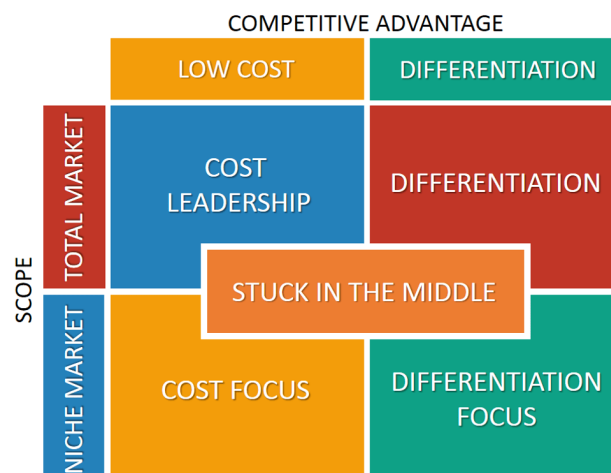 COMPETITIVE ADVANTAGE
LOW COST
DIFFERENTIATION
SCOPE
TOTAL MARKET
COST
LEADERSHIP
DIFFERENTIATION
STUCK IN THE MIDDLE
NICHE MARKET
COST FOCUS
DIFFERENTIATION
FOCUS